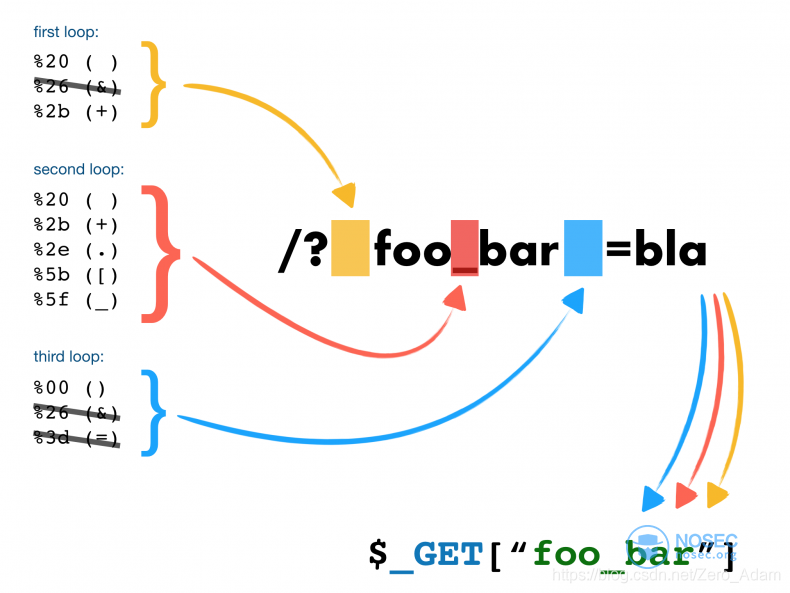 first loop:
%20 ( )
%26 (&)
%2b (+)
second loop:
%20 ( )
%2b (+)
%2e (.)
%5b ([)
%5f (_)
third loop:
%00 ()
%26 (&)
%3d (=)
/? foo_bar =bla
$_GET["foo_bar"]
NOSEC
nosec.org
https://blog.csdn.net/Zero_Adam